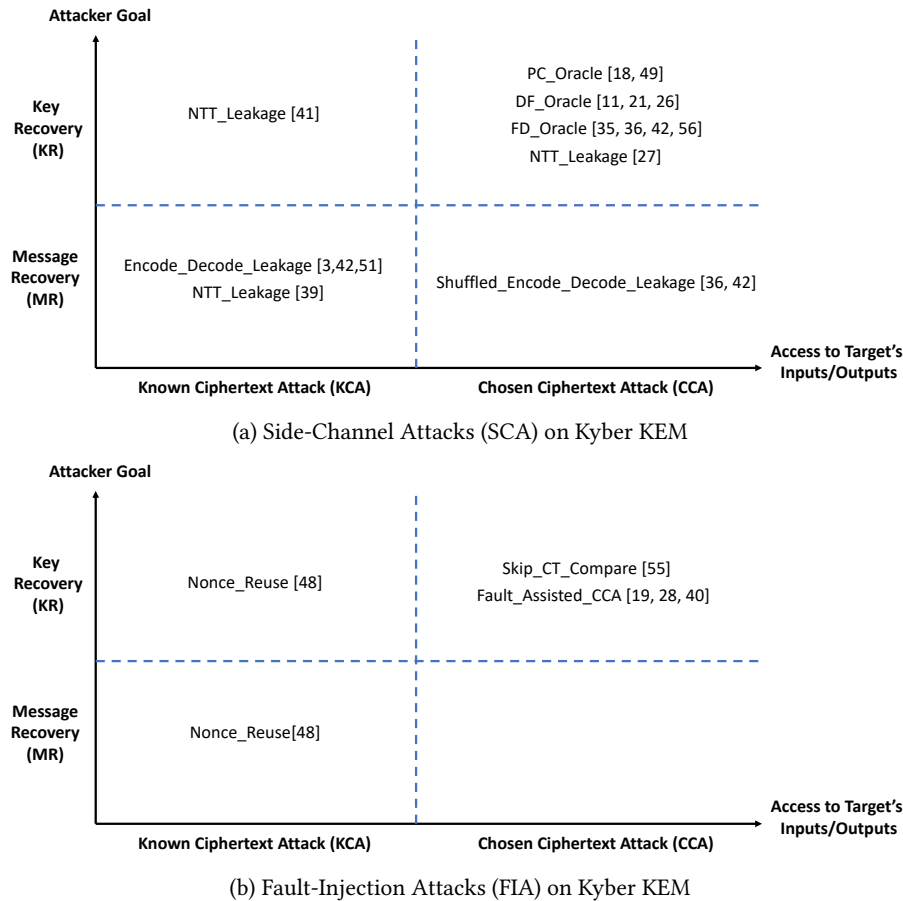 Attacker Goal
Key
Recovery
(KR)
NTT_Leakage [41]
PC_Oracle [18, 49]
DF_Oracle [11, 21, 26]
FD_Oracle [35, 36, 42, 56]
NTT_Leakage [27]
Message
Recovery
(MR)
Encode_Decode_Leakage [3,42,51]
NTT_Leakage [39]
Shuffled_Encode_Decode_Leakage [36, 42]
Access to Target's
Inputs/Outputs
Known Ciphertext Attack (KCA)
Chosen Ciphertext Attack (CCA)
(a) Side-Channel Attacks (SCA) on Kyber KEM
Attacker Goal
Key
Recovery
(KR)
Nonce_Reuse [48]
Skip_CT_Compare [55]
Fault_Assisted_CCA [19, 28, 40]
Message
Recovery
(MR)
Nonce_Reuse[48]
Access to Target's
Inputs/Outputs
Known Ciphertext Attack (KCA)
Chosen Ciphertext Attack (CCA)
(b) Fault-Injection Attacks (FIA) on Kyber KEM